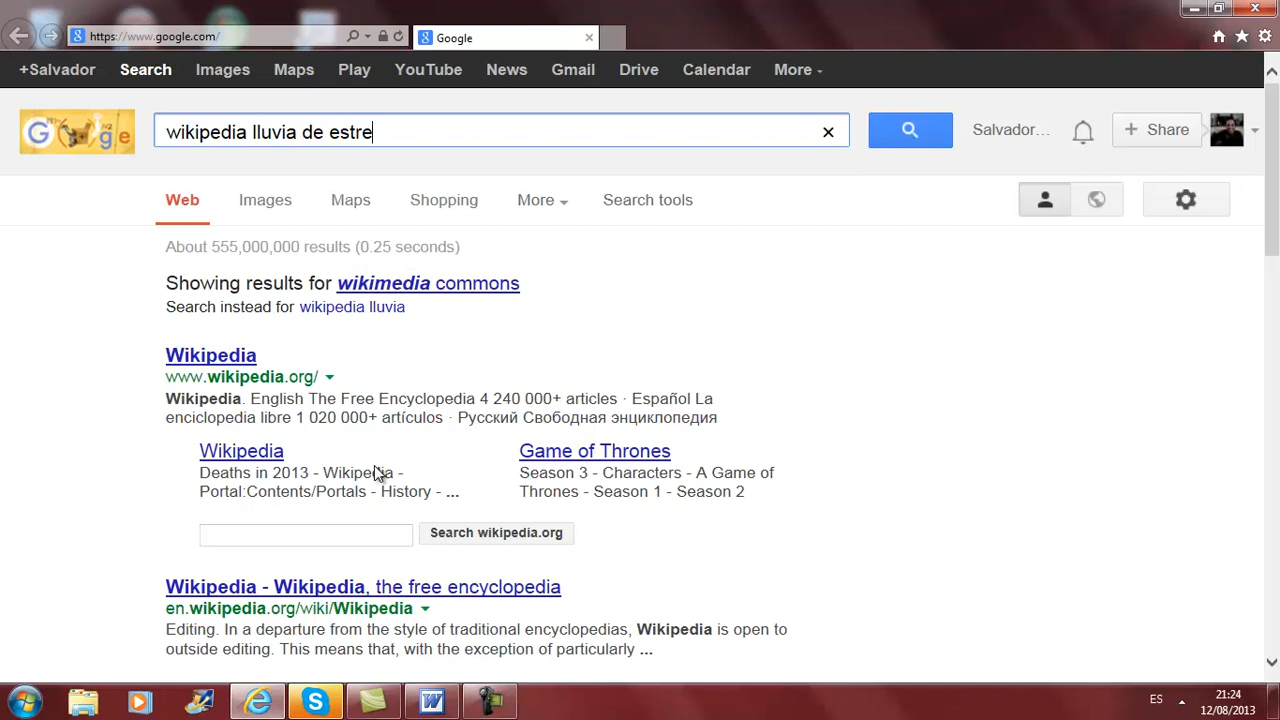 https://www.google.com/
Google
+Salvador Search Images Maps Play YouTube News Gmail Drive Calendar More
wikipedia lluvia de estre
Salvador... + Share
Web Images Maps Shopping More Search tools
About 555,000,000 results (0.25 seconds)
Showing results for wikimedia commons
Search instead for wikipedia lluvia
Wikipedia
www.wikipedia.org/
Wikipedia. English The Free Encyclopedia 4 240 000+ articles · Español La
enciclopedia libre 1 020 000+ artículos · Русский Свободная энциклопедия
Wikipedia
Deaths in 2013 - Wikipedia -
Portal:Contents/Portals - History - ...
Game of Thrones
Season 3 - Characters - A Game of
Thrones - Season 1 - Season 2
Search wikipedia.org
Wikipedia - Wikipedia, the free encyclopedia
en.wikipedia.org/wiki/Wikipedia
Editing. In a departure from the style of traditional encyclopedias, Wikipedia is open to
outside editing. This means that, with the exception of particularly ...
ES
21:24
12/08/2013